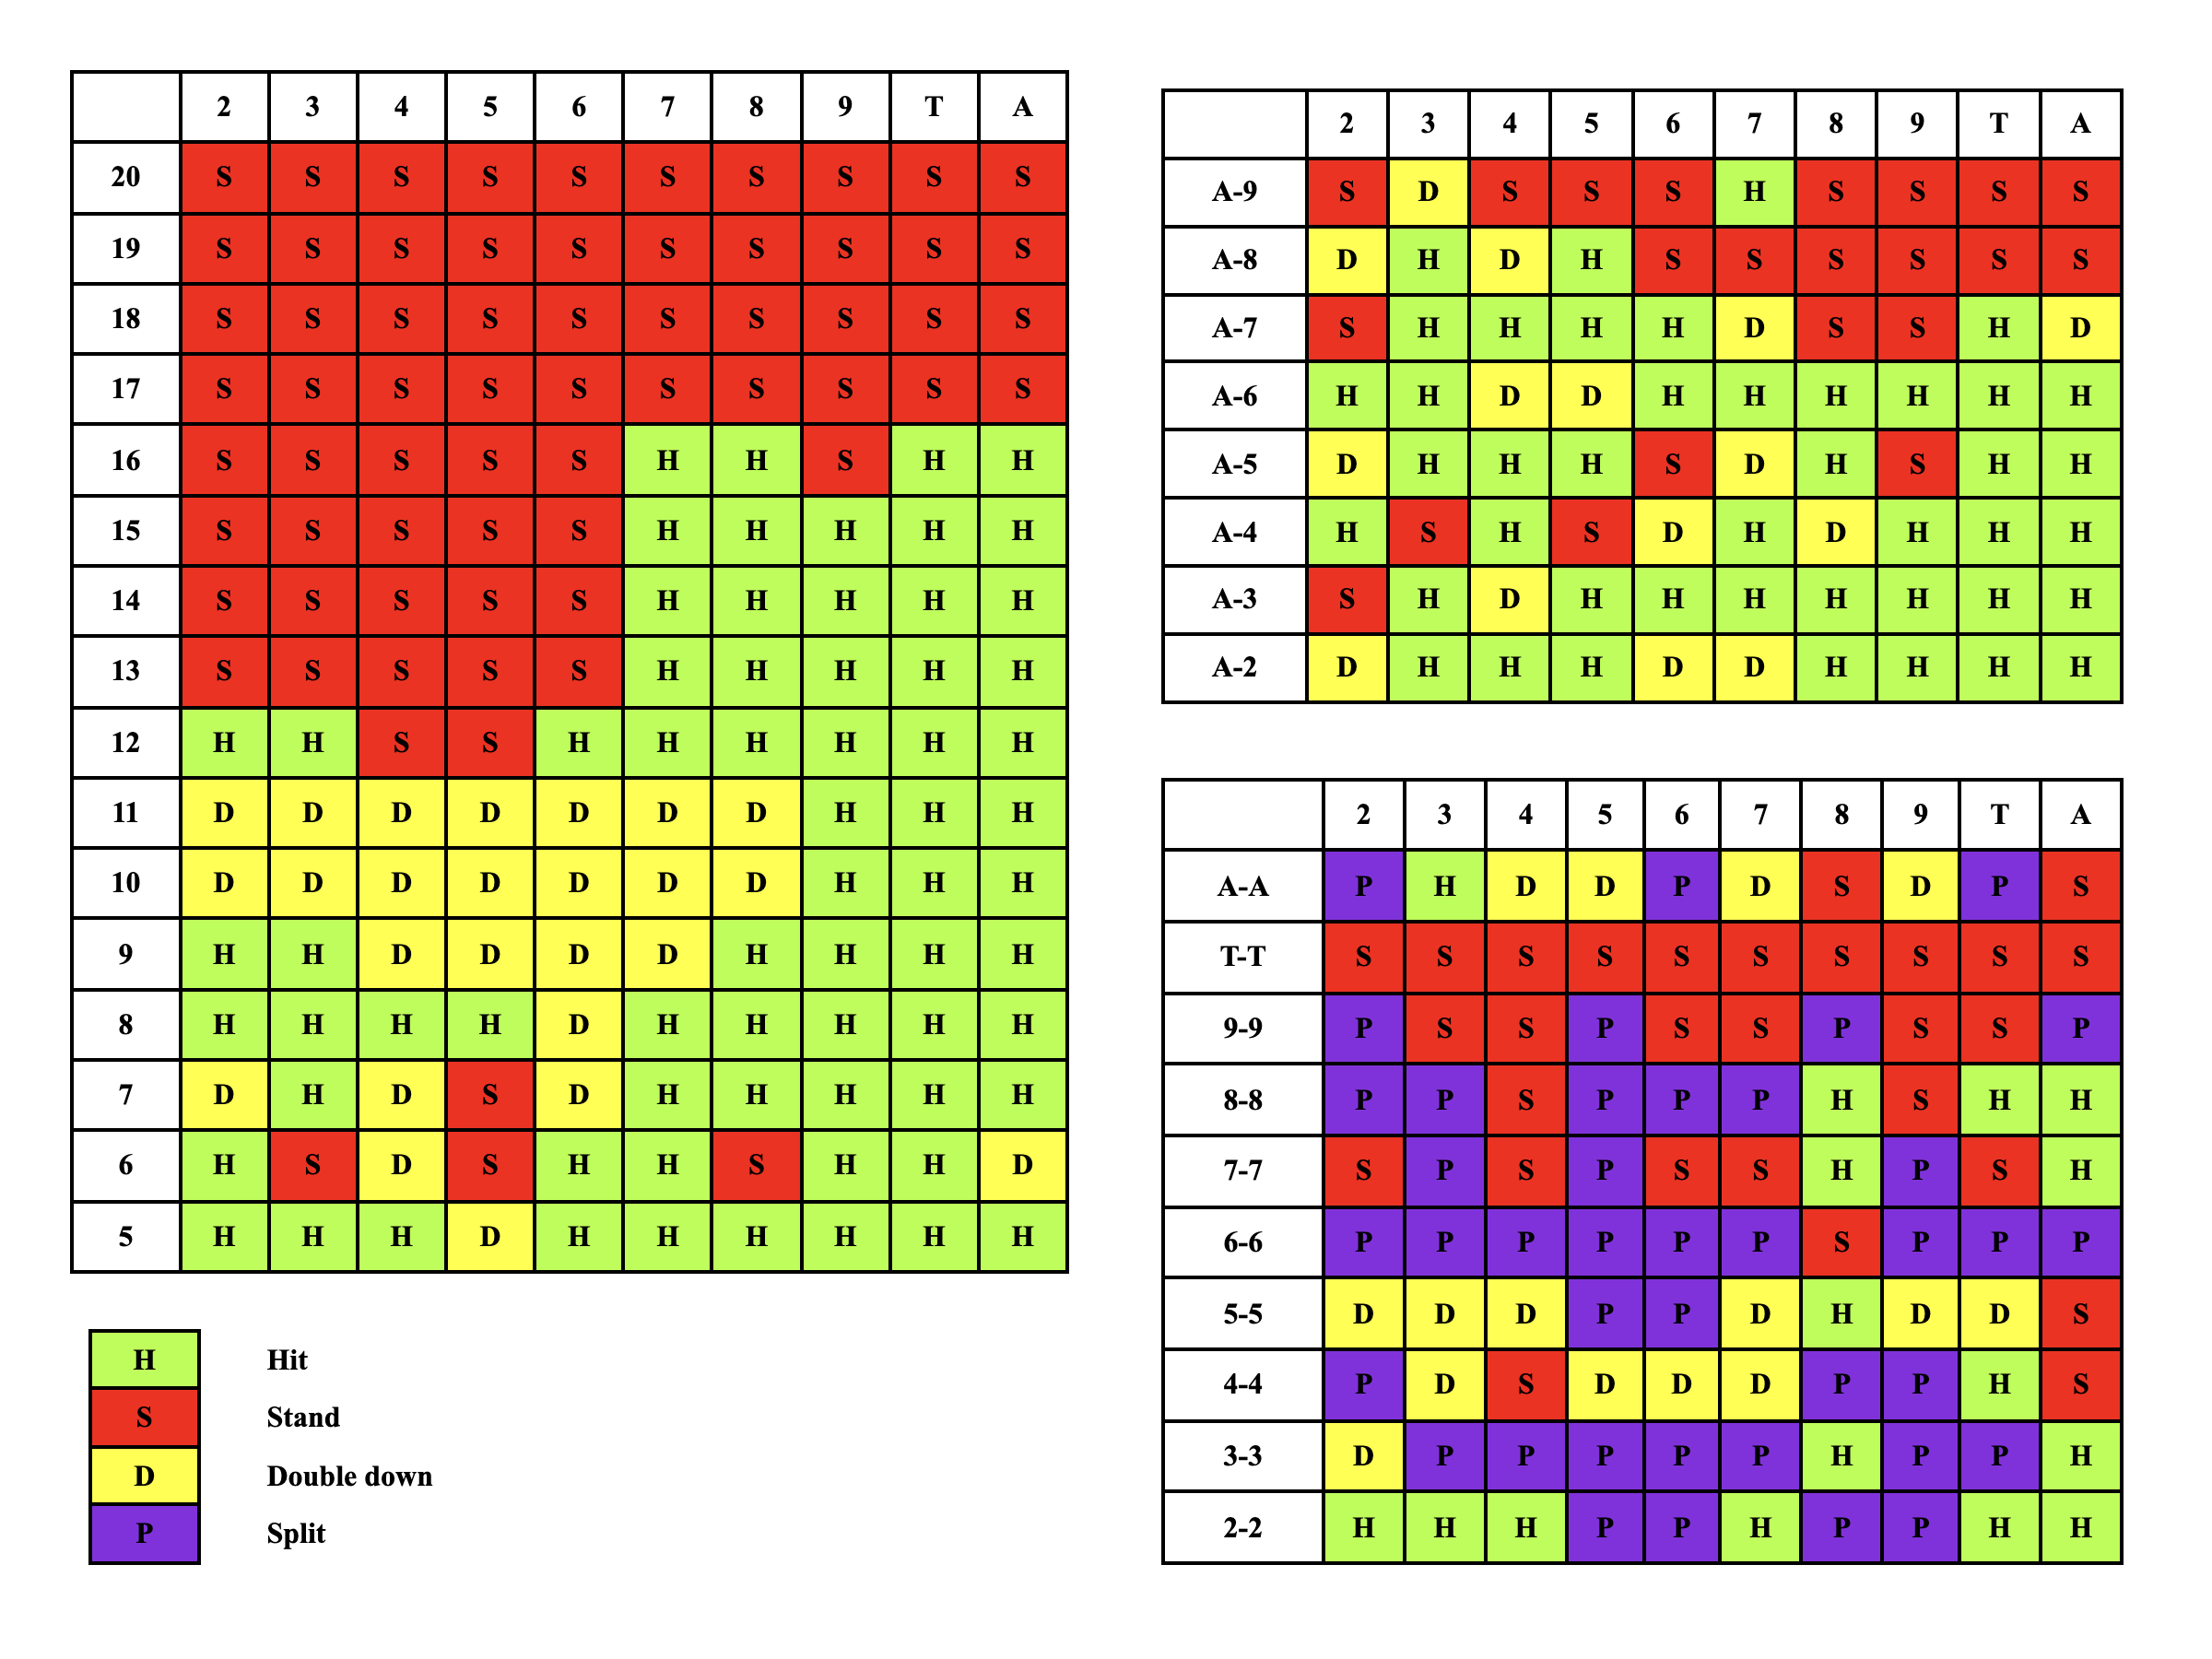 2 3 4 5 6 7 8 9 T A
20 S S S S S S S S S S
19 S S S S S S S S S S
18 S S S S S S S S S S
17 S S S S S S S S S S
16 S S S S S H H S H H
15 S S S S S H H H H H
14 S S S S S H H H H H
13 S S S S S H H H H H
12 H H S S H H H H H H
11 D D D D D D D H H H
10 D D D D D D D H H H
9 H H D D D D H H H H
8 H H H H D H H H H H
7 D H D S D H H H H H
6 H S D S H H S H H D
5 H H H D H H H H H H
H Hit
S Stand
D Double down
P Split
2 3 4 5 6 7 8 9 T A
A-9 S D S S S H S S S S
A-8 D H D H S S S S S S
A-7 S H H H H D S S H D
A-6 H H D D H H H H H H
A-5 D H H H S D H S H H
A-4 H S H S D H D H H H
A-3 S H D H H H H H H H
A-2 D H H H D D H H H H
2 3 4 5 6 7 8 9 T A
A-A P H D D P D S D P S
T-T S S S S S S S S S S
9-9 P S S P S S P S S P
8-8 P P S P P P H S H H
7-7 S P S P S S H P S H
6-6 P P P P P P S P P P
5-5 D D D P P D H D D S
4-4 P D S D D D P P H S
3-3 D P P P P P H P P H
2-2 H H H P P H P P H H